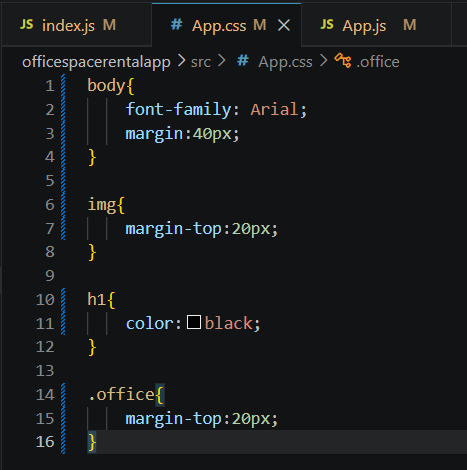 JS index.js M # App.css M × JS App.js M
officespacerentalapp > src > # App.css > .office
1 body{
2 font-family: Arial;
3 margin:40px;
4 }
5
6 img{
7 margin-top:20px;
8 }
9
10 h1{
11 color:black;
12 }
13
14 .office{
15 margin-top:20px;
16 }